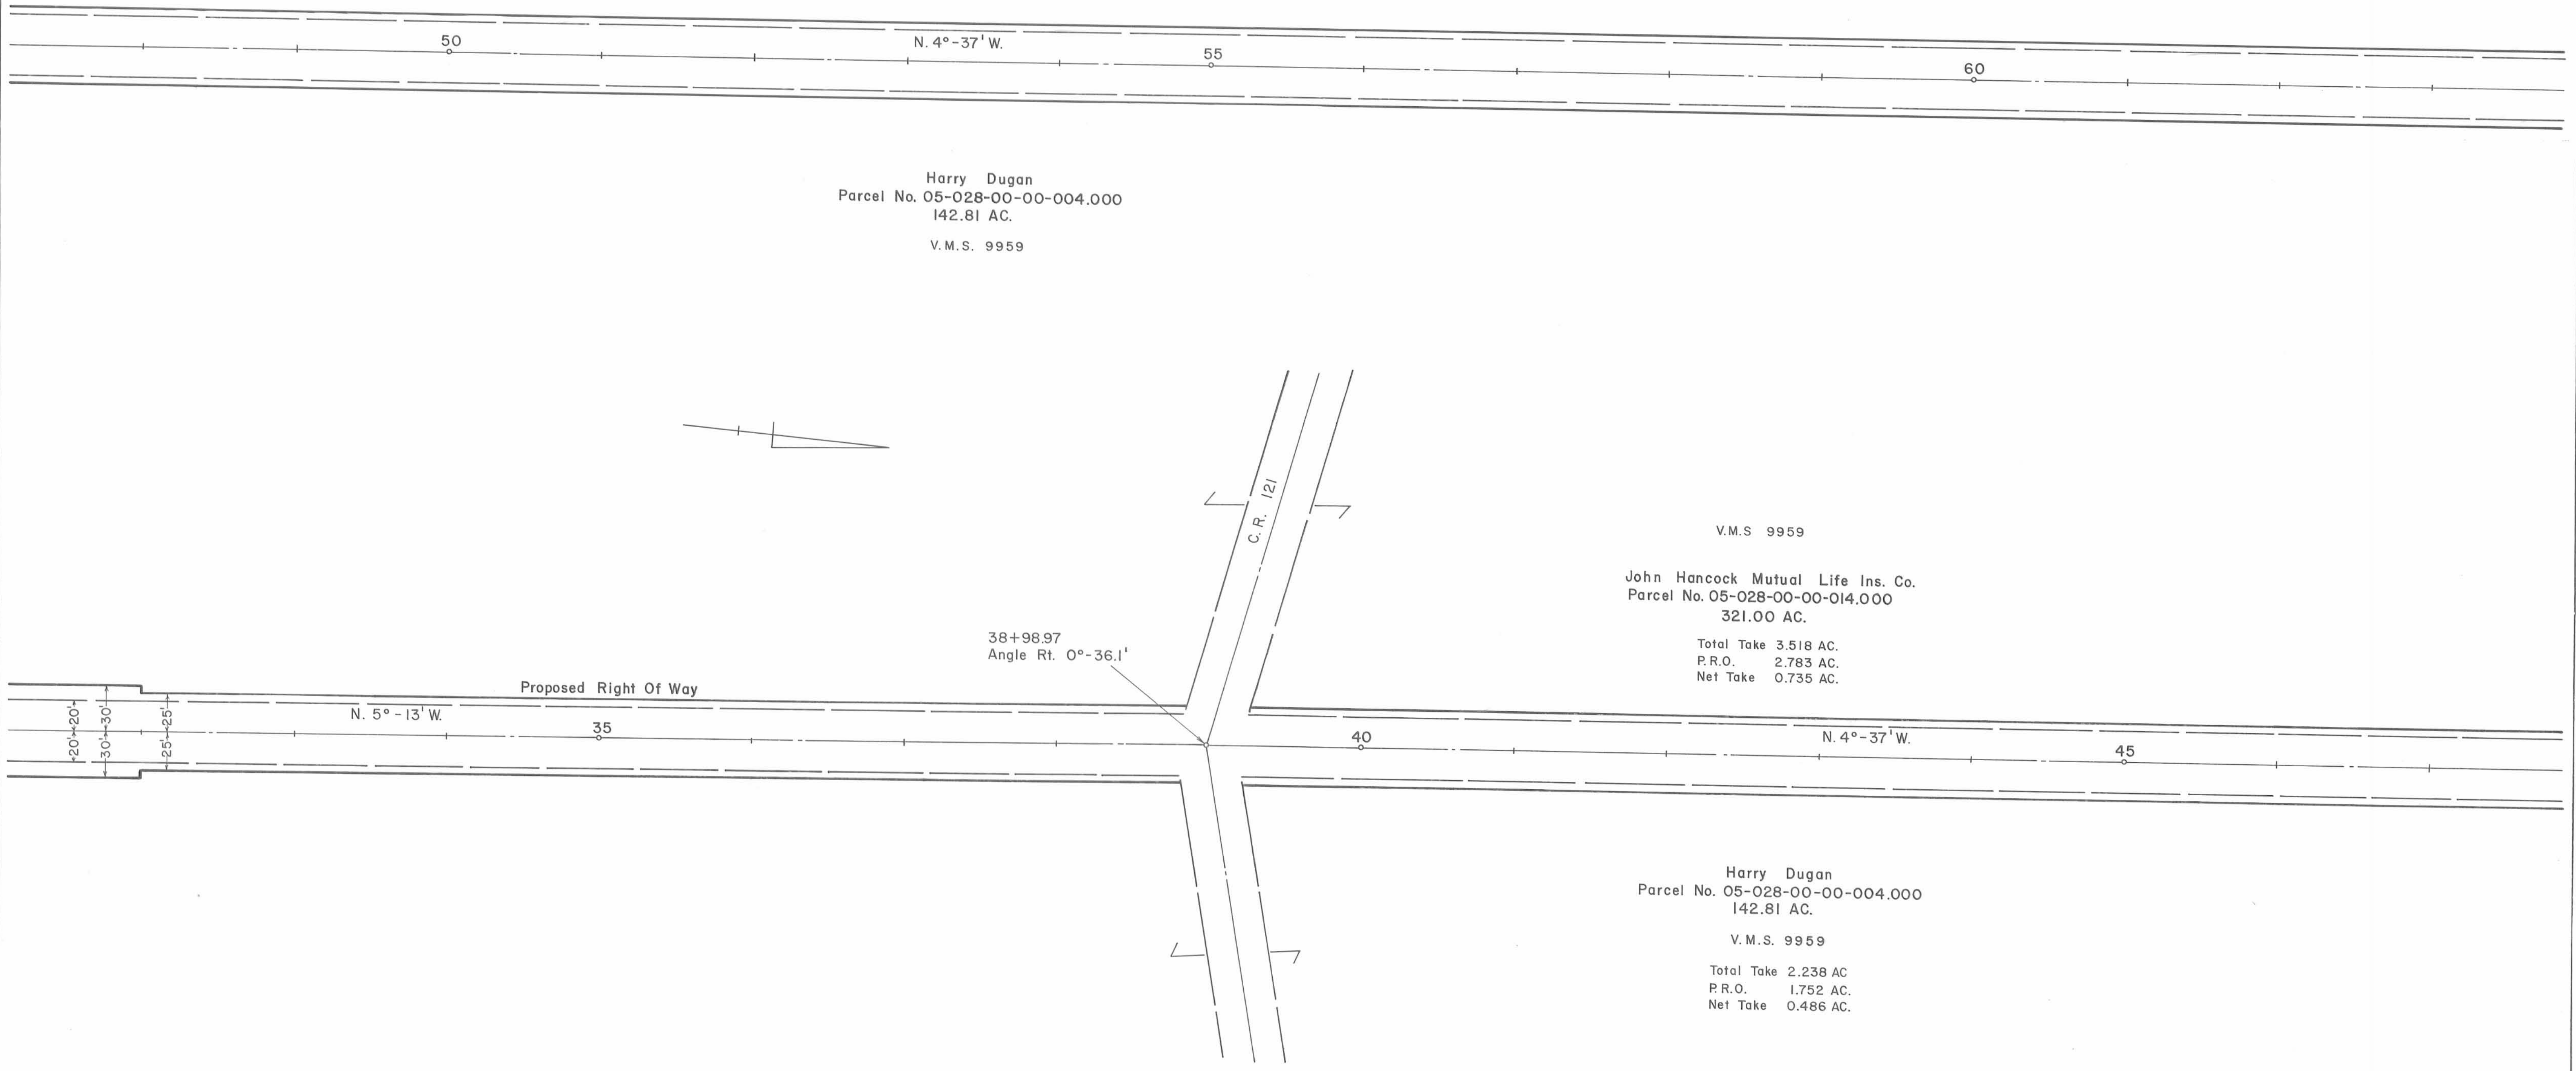 50
N. 4°-37' W.
55
60
Harry Dugan
Parcel No. 05-028-00-00-004.000
142.81 AC.
V.M.S. 9959
C.R. 121
V.M.S 9959
John Hancock Mutual Life Ins. Co.
Parcel No. 05-028-00-00-014.000
321.00 AC.
Total Take 3.518 AC.
P.R.O. 2.783 AC.
Net Take 0.735 AC.
38+98.97
Angle Rt. 0°-36.1'
Proposed Right Of Way
20'
30'
25'
N. 5°-13' W.
35
40
N. 4°-37' W.
45
20'
30'
25'
Harry Dugan
Parcel No. 05-028-00-00-004.000
142.81 AC.
V.M.S. 9959
Total Take 2.238 AC
P.R.O. 1.752 AC.
Net Take 0.486 AC.